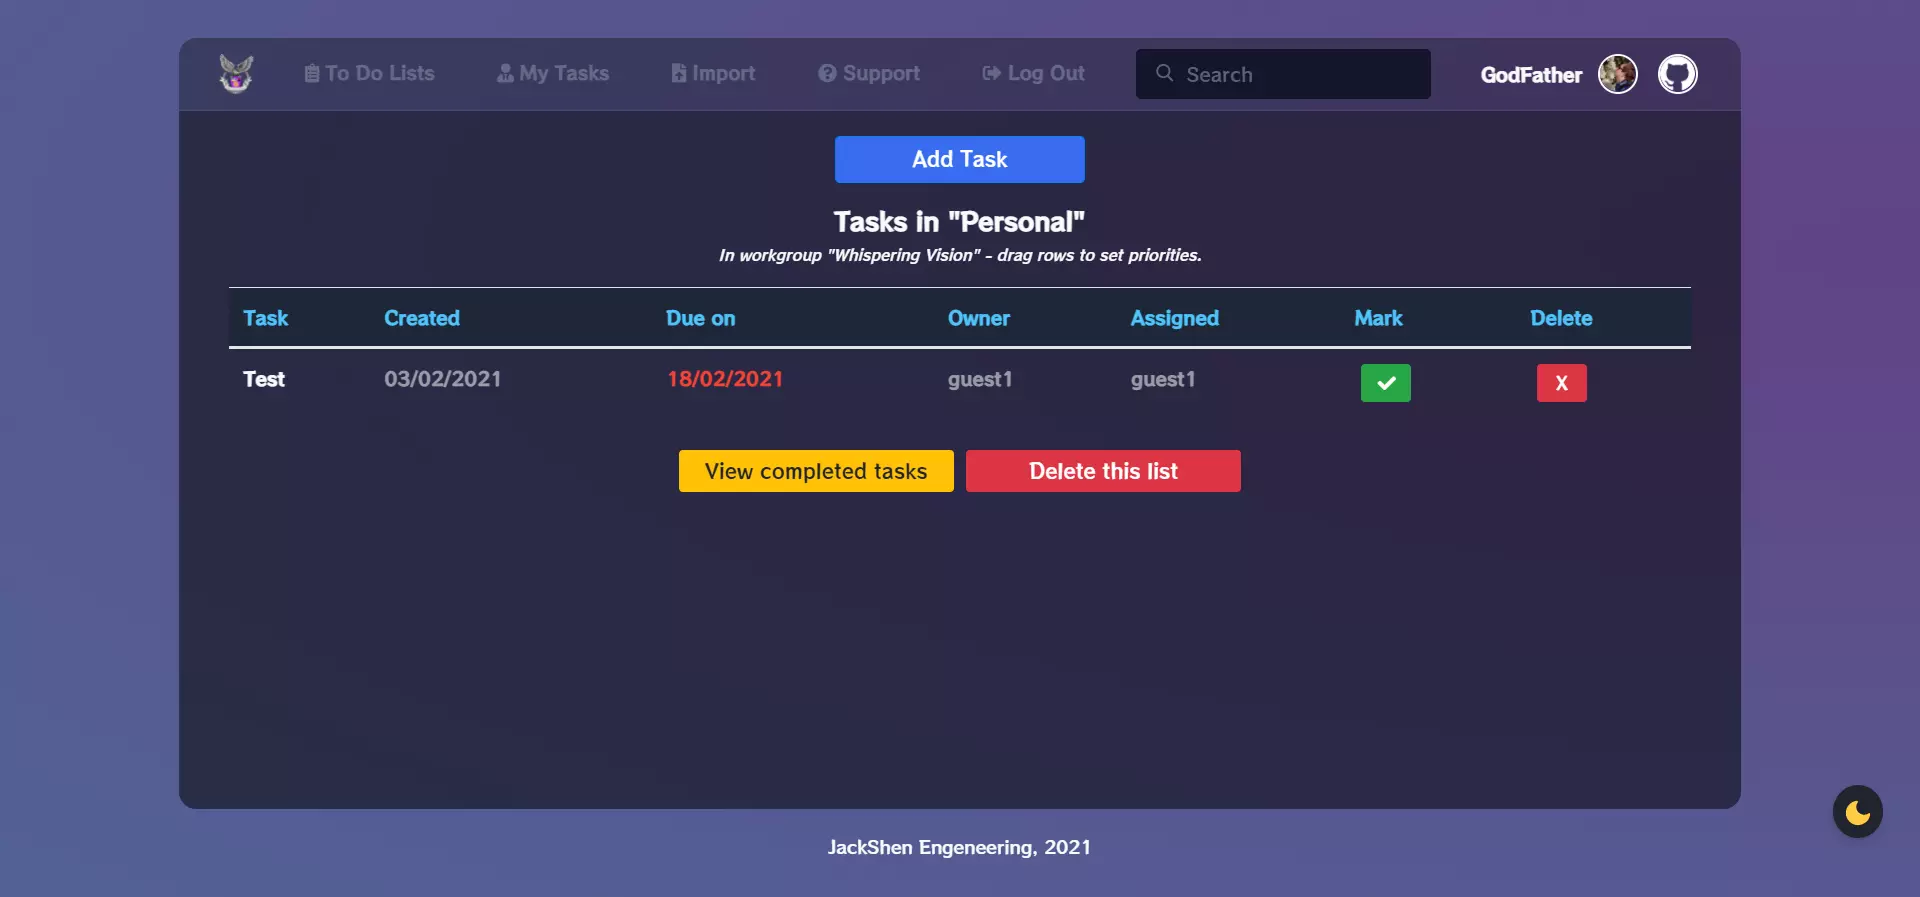 To Do Lists My Tasks Import Support Log Out Search GodFather
Add Task
Tasks in "Personal"
In workgroup "Whispering Vision" - drag rows to set priorities.
Task Created Due on Owner Assigned Mark Delete
Test 03/02/2021 18/02/2021 guest1 guest1 X
View completed tasks Delete this list
JackShen Engeneering, 2021